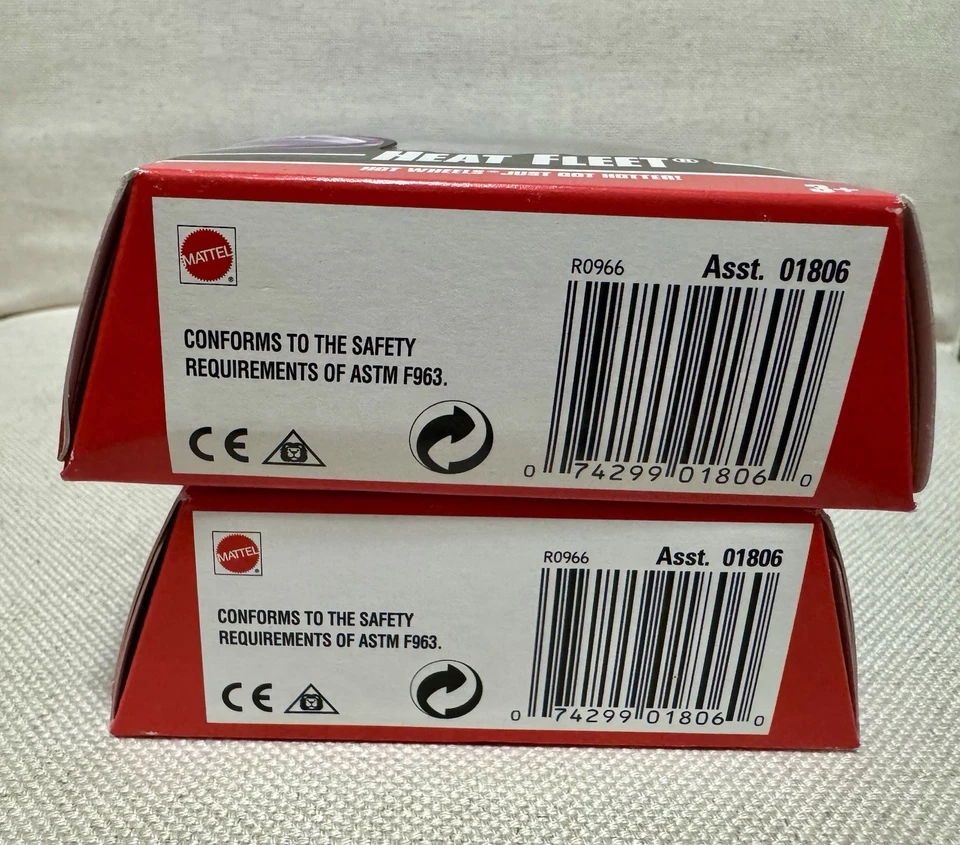 HEAT FLEET®
HOT WHEELS™ JUST GOT HOTTER!
3+
MATTEL
®
R0966 Asst. 01806
CONFORMS TO THE SAFETY
REQUIREMENTS OF ASTM F963.
CE
0 74299 01806 0
MATTEL
®
R0966 Asst. 01806
CONFORMS TO THE SAFETY
REQUIREMENTS OF ASTM F963.
CE
0 74299 01806 0